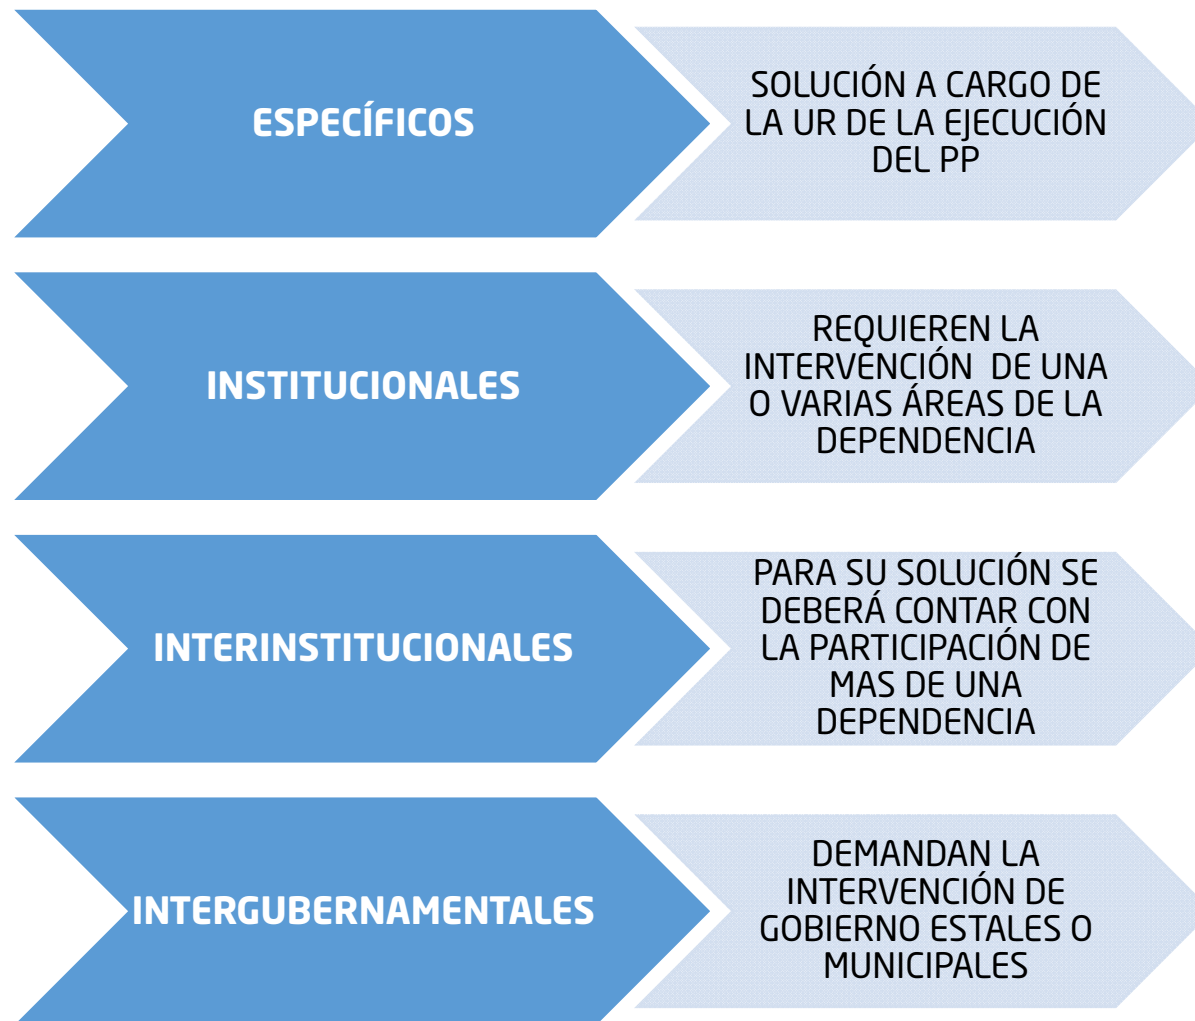 ESPECÍFICOS
SOLUCIÓN A CARGO DE
LA UR DE LA EJECUCIÓN
DEL PP
INSTITUCIONALES
REQUIEREN LA
INTERVENCIÓN  DE UNA
O VARIAS ÁREAS DE LA
DEPENDENCIA
INTERINSTITUCIONALES
PARA SU SOLUCIÓN SE
DEBERÁ CONTAR CON
LA PARTICIPACIÓN DE
MAS DE UNA
DEPENDENCIA
INTERGUBERNAMENTALES
DEMANDAN LA
INTERVENCIÓN DE
GOBIERNO ESTALES O
MUNICIPALES